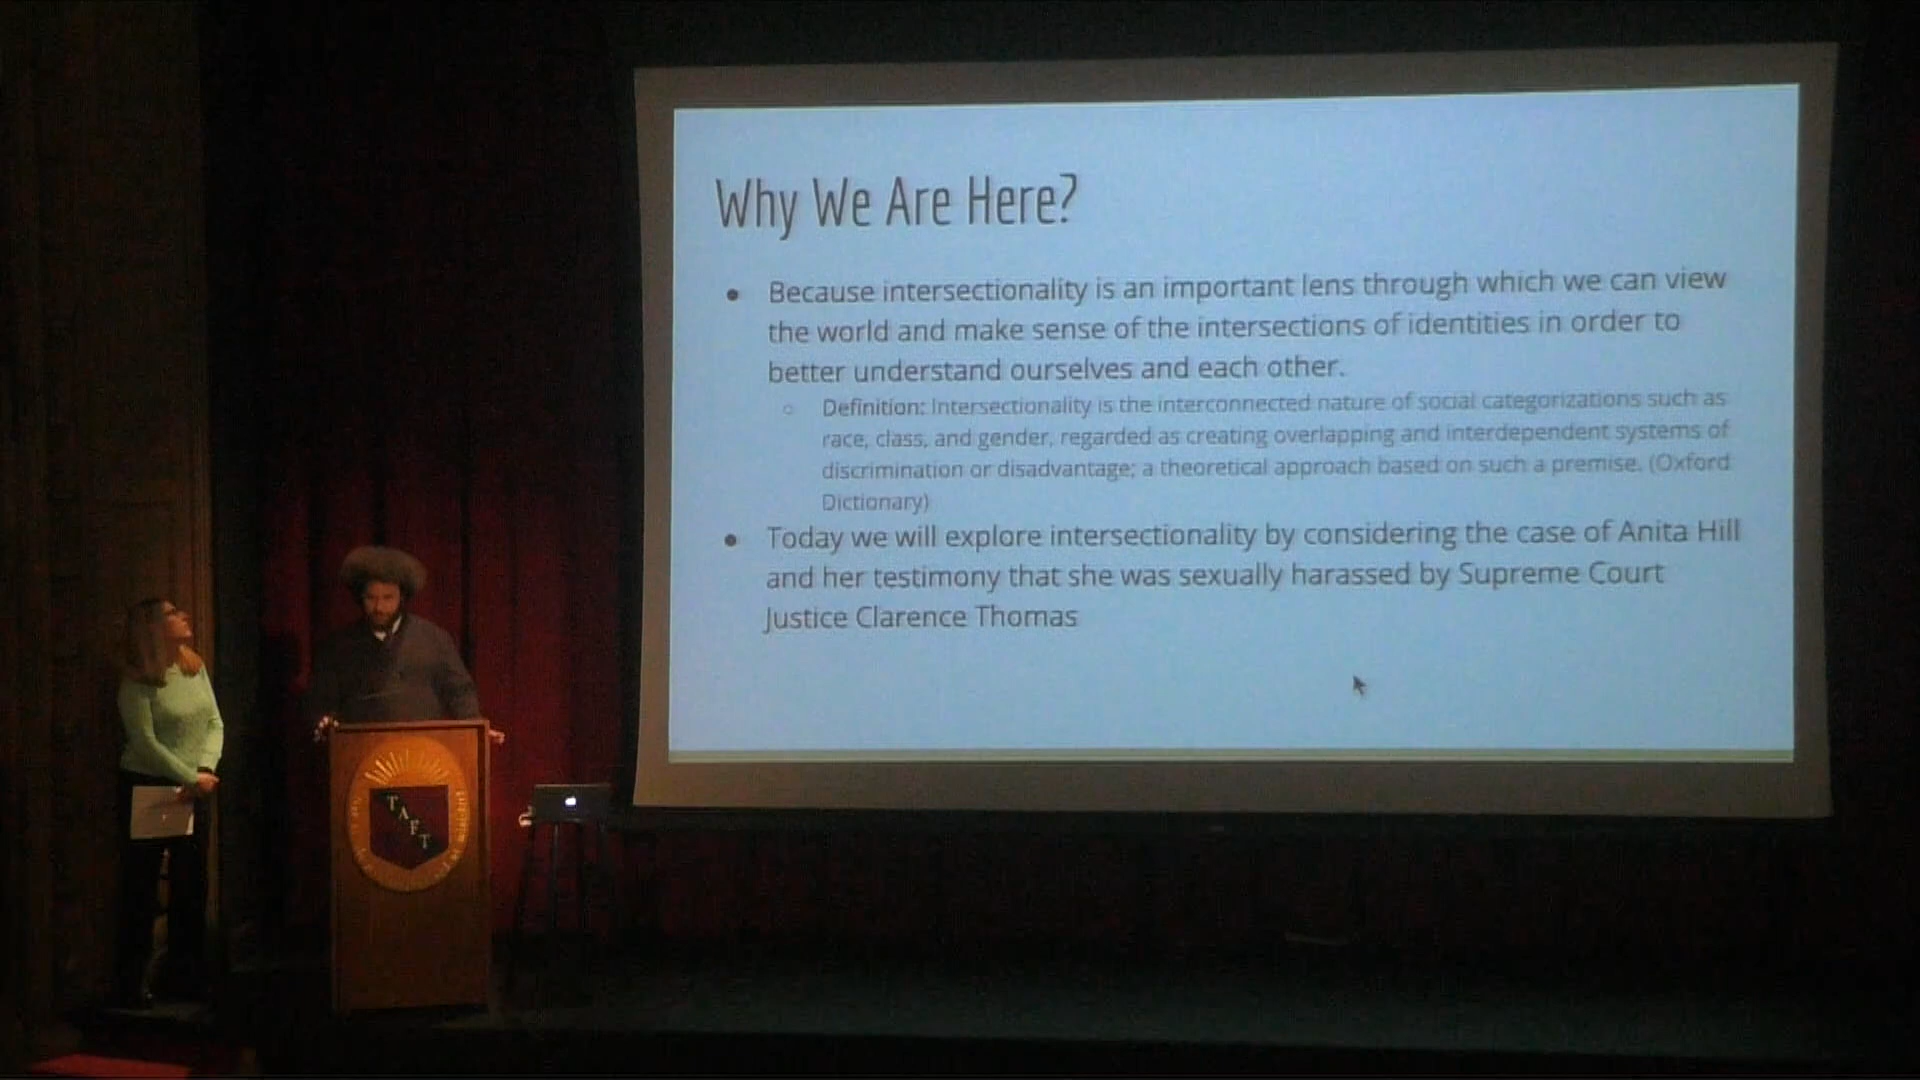 Why We Are Here?
Because intersectionality is an important lens through which we can view
the world and make sense of the intersections of identities in order to
better understand ourselves and each other.
Definition: Intersectionality is the interconnected nature of social categorizations such as
race, class, and gender, regarded as creating overlapping and interdependent systems of
discrimination or disadvantage; a theoretical approach based on such a premise. (Oxford
Dictionary)
Today we will explore intersectionality by considering the case of Anita Hill
and her testimony that she was sexually harassed by Supreme Court
Justice Clarence Thomas
TAFT